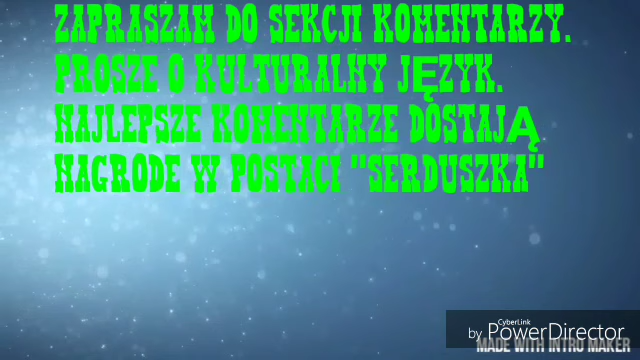 ZAPRASZAM DO SEKCJI KOMENTARZY.
PROSZE O KULTURALNY JĘZYK.
NAJLEPSZE KOMENTARZE DOSTAJĄ
NAGRODE W POSTACI "SERDUSZKA"
CyberLink
by PowerDirector
MADE WITH INTRO MAKER